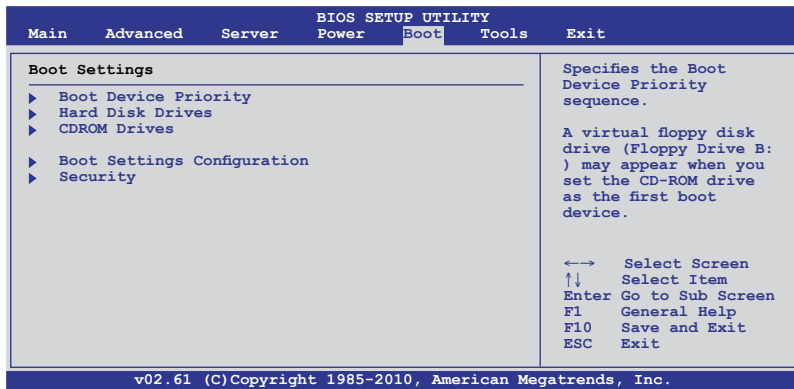 BIOS SETUP UTILITY
Main Advanced Server Power Boot Tools Exit
Boot Settings
Boot Device Priority
Hard Disk Drives
CDROM Drives
Boot Settings Configuration
Security
Specifies the Boot
Device Priority
sequence.
A virtual floppy disk
drive (Floppy Drive B:
) may appear when you
set the CD-ROM drive
as the first boot
device.
←→ Select Screen
↑↓ Select Item
Enter Go to Sub Screen
F1 General Help
F10 Save and Exit
ESC Exit
v02.61 (C)Copyright 1985-2010, American Megatrends, Inc.